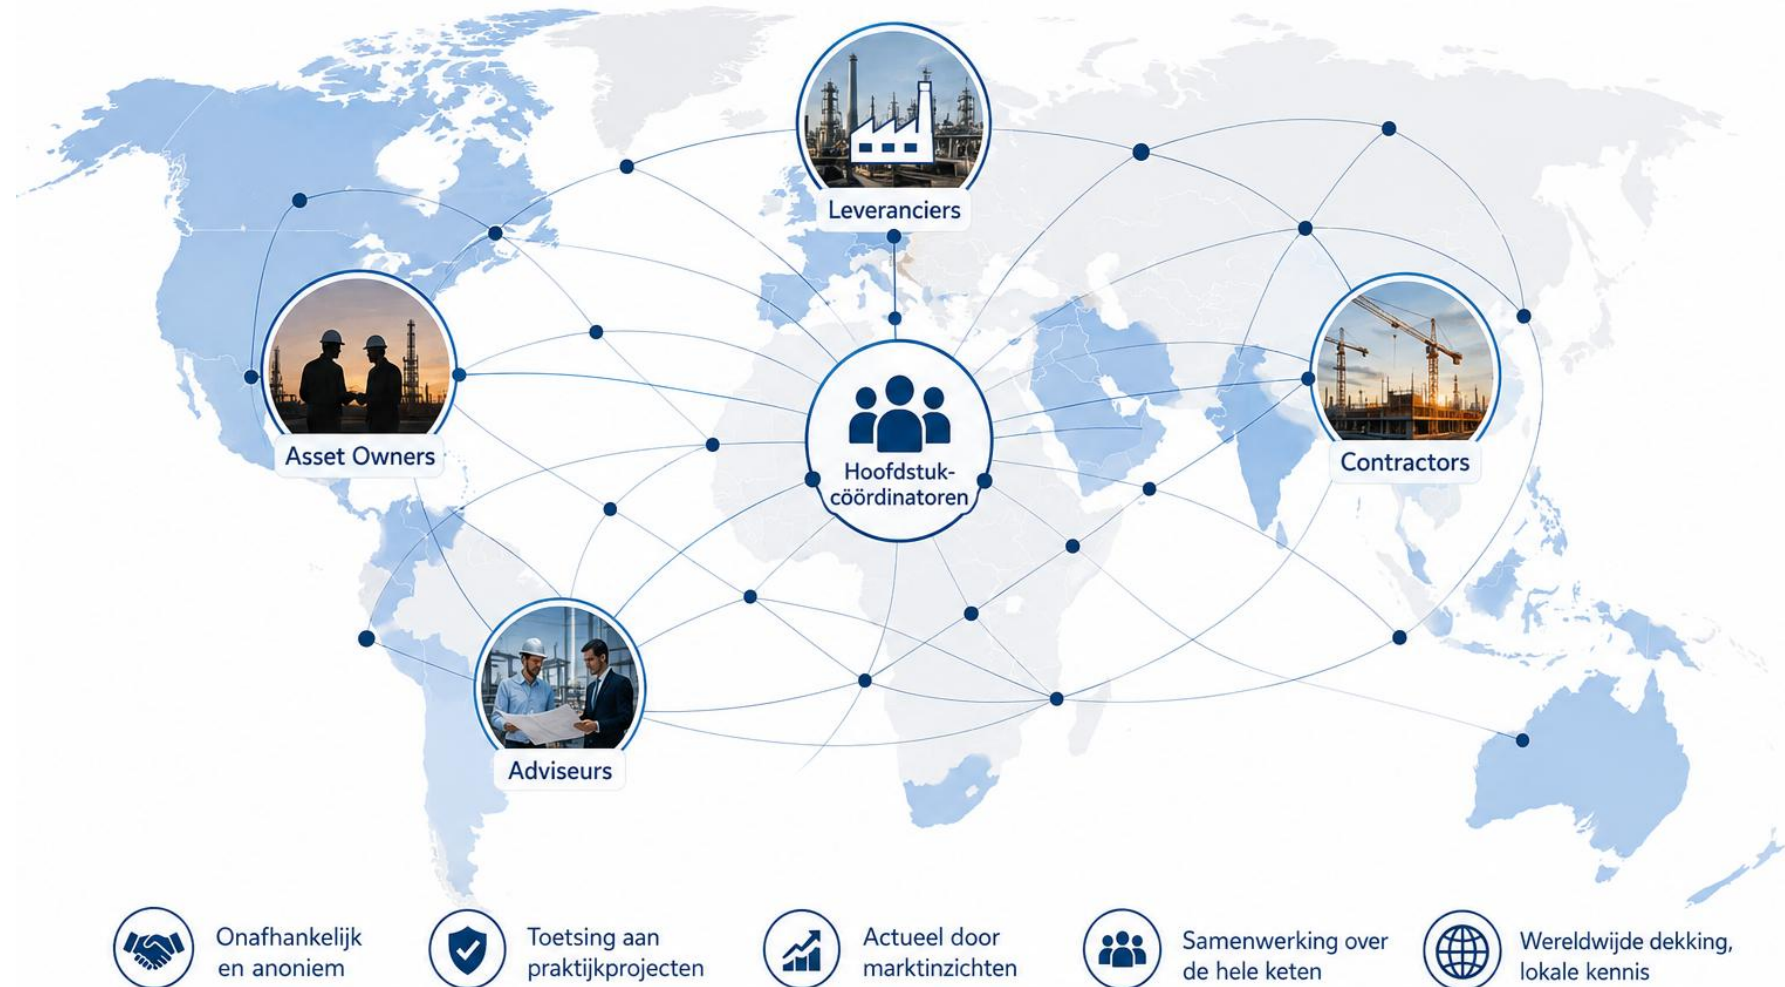 Leveranciers
Asset Owners
Hoofdstuk-
cöördinatoren
Contractors
Adviseurs
Onafhankelijk
en anoniem
Toetsing aan
praktijkprojecten
Actueel door
marktinzichten
Samenwerking over
de hele keten
Wereldwijde dekking,
lokale kennis